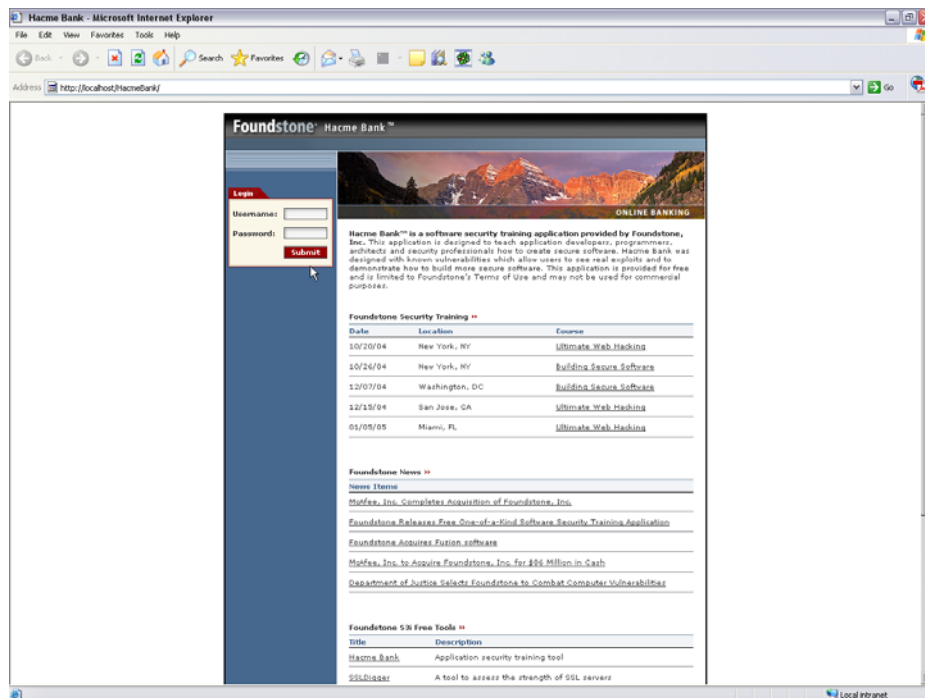 Hacme Bank - Microsoft Internet Explorer
File Edit View Favorites Tools Help
Back Search Favorites
Address http://localhost/HacmeBank/ Go
Foundstone® Hacme Bank™
ONLINE BANKING
Login
Username:
Password:
Submit
Hacme Bank™ is a software security training application provided by Foundstone,
Inc. This application is designed to teach application developers, programmers,
architects and security professionals how to create secure software. Hacme Bank was
designed with known vulnerabilities which allow users to see real exploits and to
demonstrate how to build more secure software. This application is provided for free
and is limited to Foundstone's Terms of Use and may not be used for commercial
purposes.
Foundstone Security Training »
Date Location Course
10/20/04 New York, NY Ultimate Web Hacking
10/26/04 New York, NY Building Secure Software
12/07/04 Washington, DC Building Secure Software
12/15/04 San Jose, CA Ultimate Web Hacking
01/05/05 Miami, FL Ultimate Web Hacking
Foundstone News »
News Items
McAfee, Inc. Completes Acquisition of Foundstone, Inc.
Foundstone Releases Free One-of-a-Kind Software Security Training Application
Foundstone Acquires Fuzion software
McAfee, Inc. to Acquire Foundstone, Inc. for $86 Million in Cash
Department of Justice Selects Foundstone to Combat Computer Vulnerabilities
Foundstone S3i Free Tools »
Title Description
Hacme Bank Application security training tool
SSLDigger A tool to assess the strength of SSL servers
Local intranet